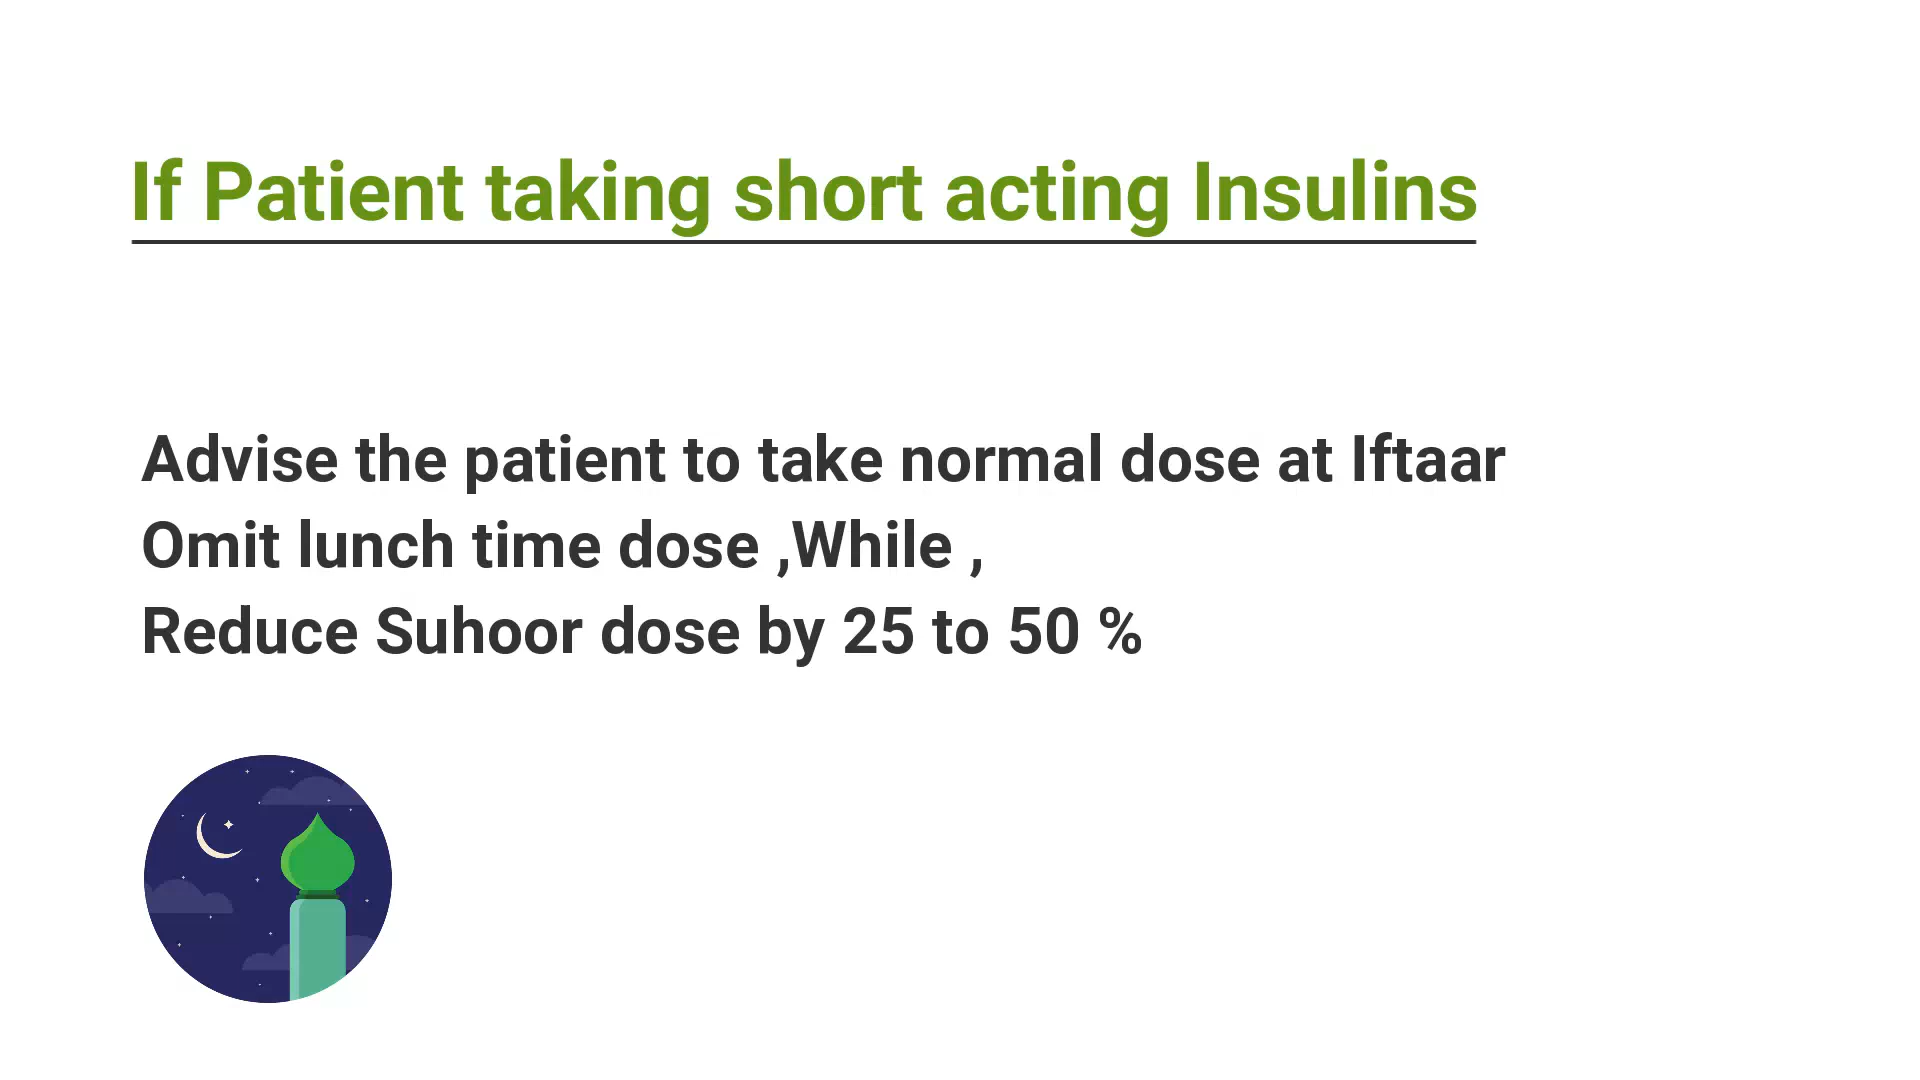 If Patient taking short acting Insulins
Advise the patient to take normal dose at Iftaar
Omit lunch time dose ,While ,
Reduce Suhoor dose by 25 to 50 %